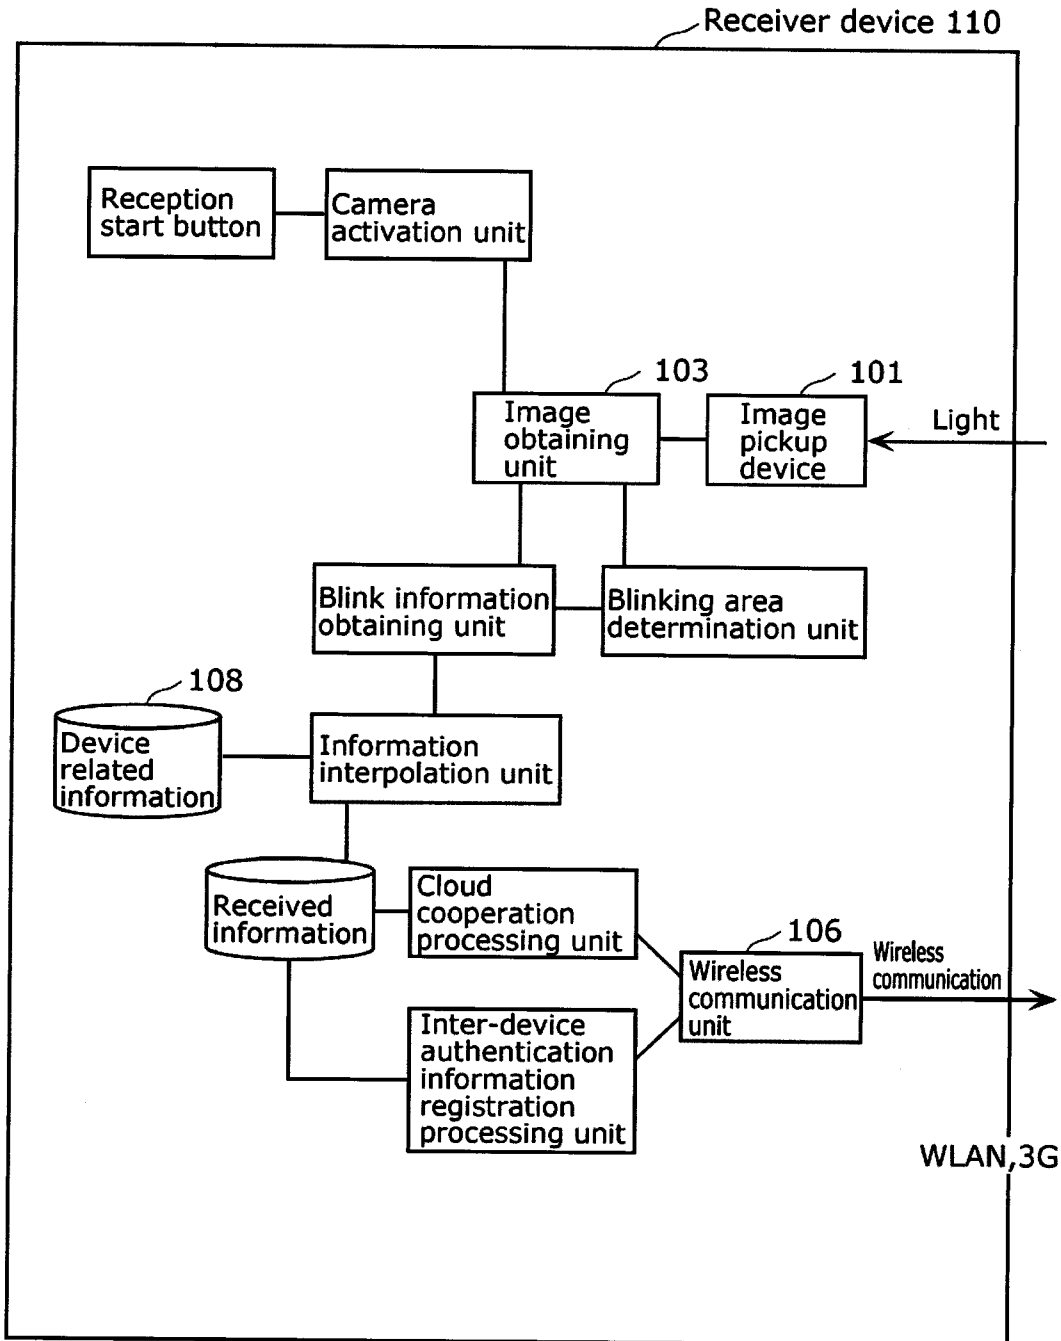 Receiver device 110
Reception
start button
Camera
activation unit
103
101
Image
obtaining
unit
Image
pickup
device
Light
Blink information
obtaining unit
Blinking area
determination unit
108
Device
related
information
Information
interpolation unit
Received
information
Cloud
cooperation
processing unit
106
Wireless
communication
unit
Wireless
communication
Inter-device
authentication
information
registration
processing unit
WLAN,3G